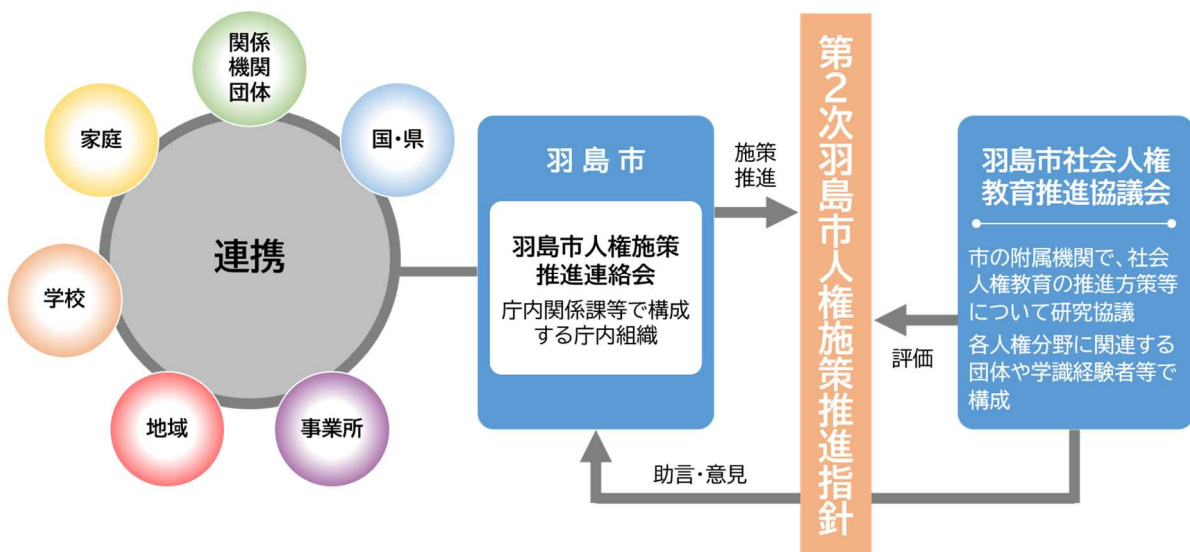 関係
機関
団体
家庭
国・県
連携
学校
地域
事業所
羽島市
羽島市人権施策
推進連絡会
庁内関係課等で構成
する庁内組織
施策
推進
第2次羽島市人権施策推進指針
羽島市社会人権
教育推進協議会
市の附属機関で、社会
人権教育の推進方策等
について研究協議
各人権分野に関連する
団体や学識経験者等で
構成
評価
助言・意見